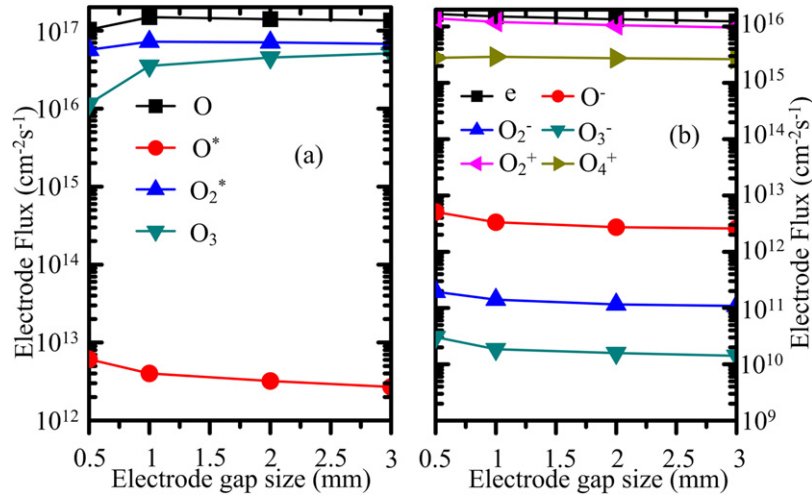 Electrode Flux (cm⁻²s⁻¹)
10¹⁷
10¹⁶
10¹⁵
10¹⁴
10¹³
10¹²
O
O*
O₂*
O₃
(a)
0.5 1 1.5 2 2.5 3
Electrode gap size (mm)
e O⁻
O₂⁻ O₃⁻
O₂⁺ O₄⁺
(b)
10¹⁶
10¹⁵
10¹⁴
10¹³
10¹²
10¹¹
10¹⁰
10⁹
Electrode Flux (cm⁻²s⁻¹)
0.5 1 1.5 2 2.5 3
Electrode gap size (mm)